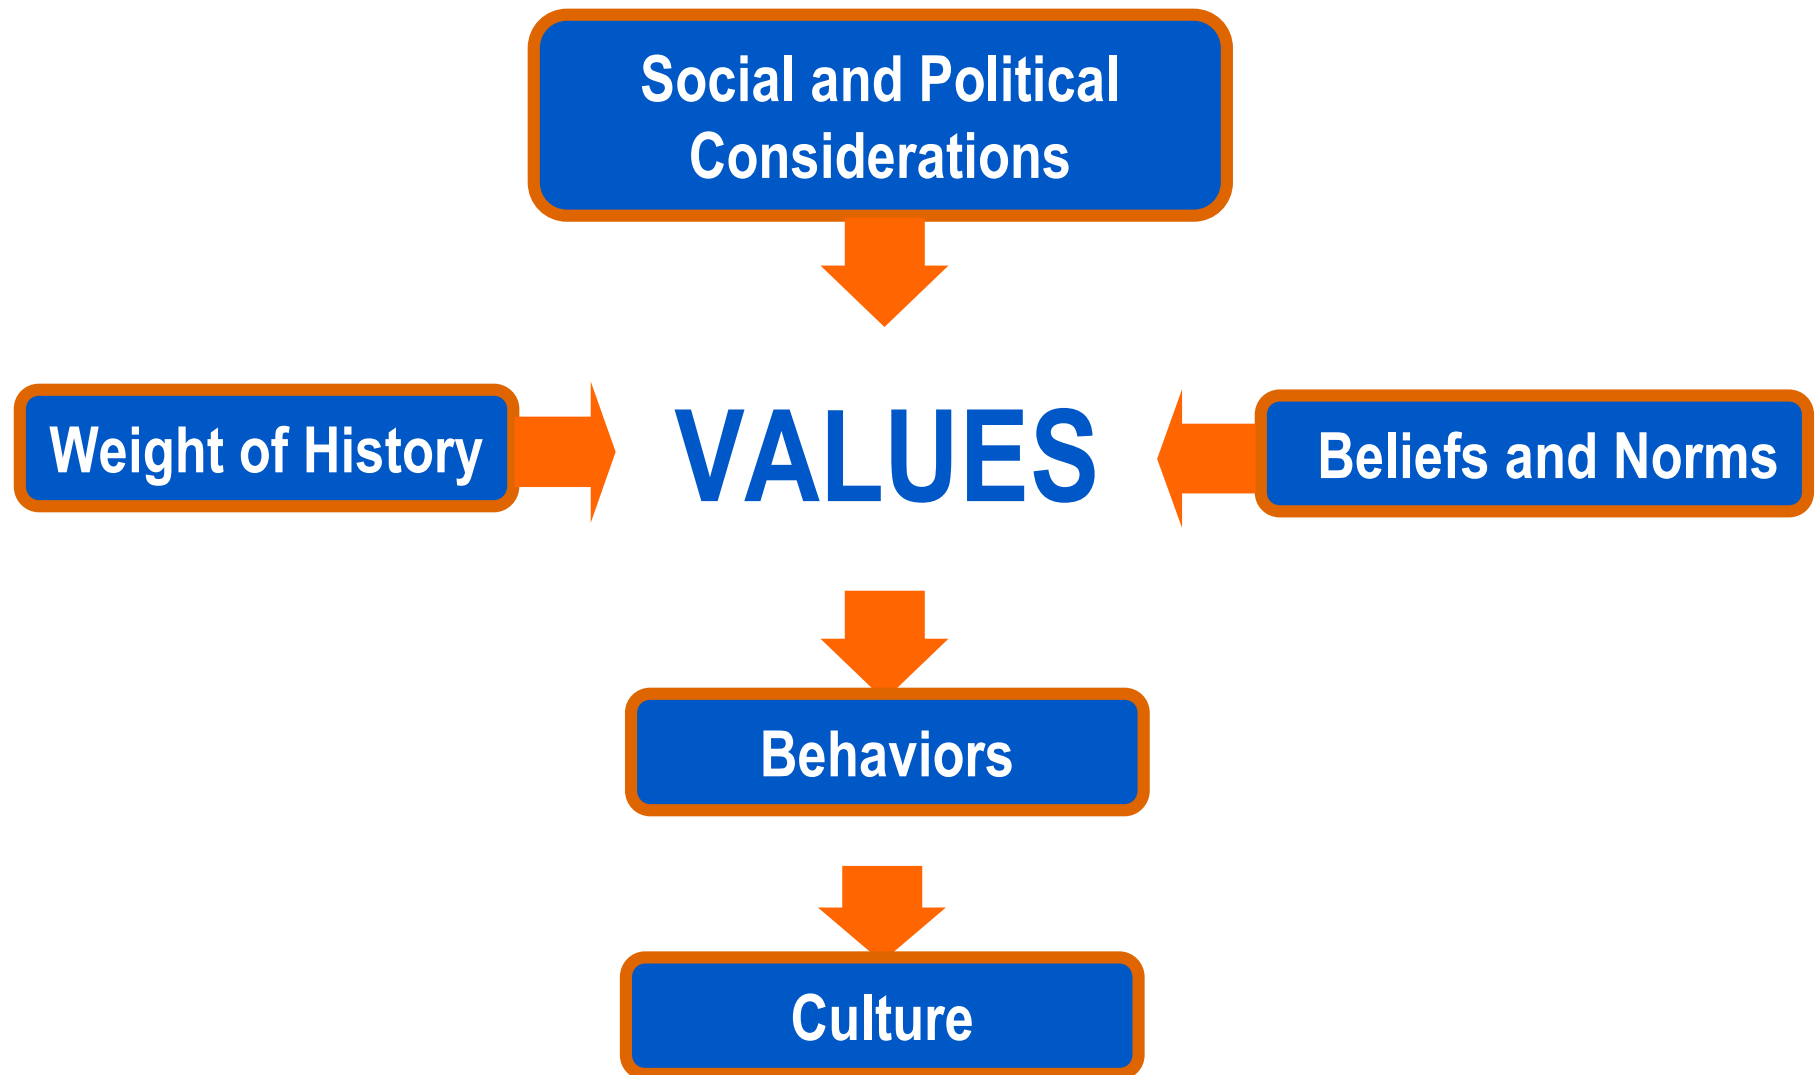 Social and Political
Considerations
Weight of History
VALUES
Beliefs and Norms
Behaviors
Culture